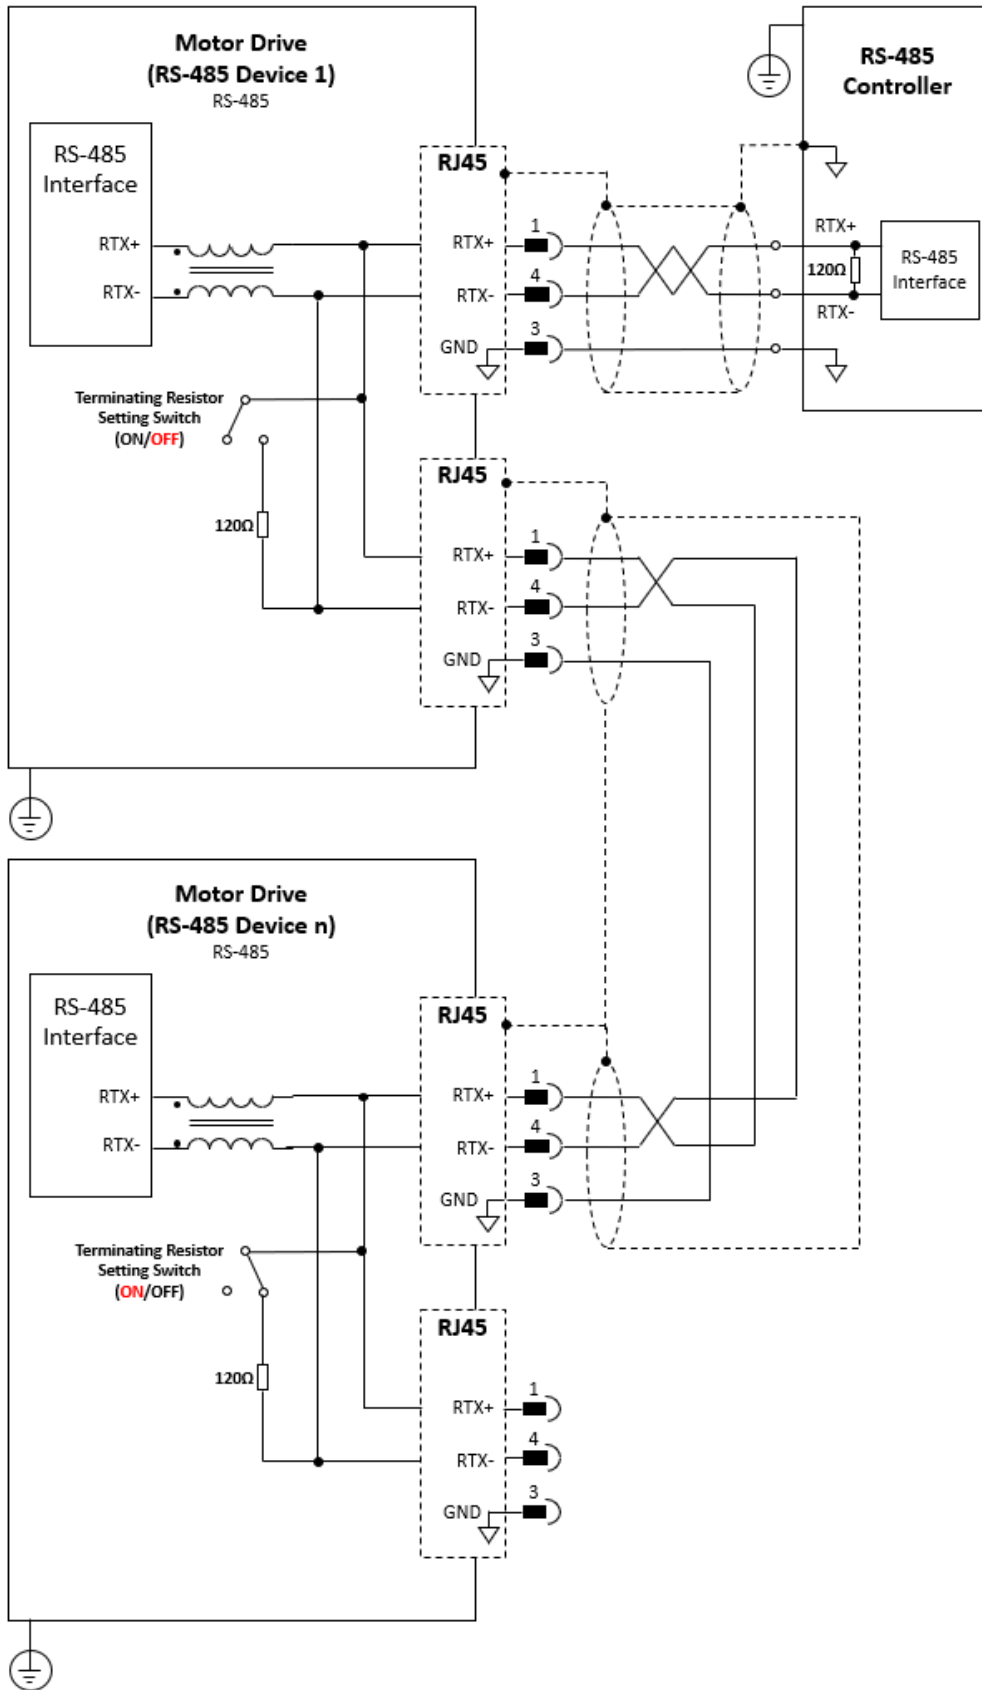 Motor Drive
(RS-485 Device 1)
RS-485
RS-485
Interface
RTX+
RTX-
Terminating Resistor
Setting Switch
(ON/OFF)
120Ω
RJ45
RTX+
1
RTX-
4
GND
3
RJ45
RTX+
1
RTX-
4
GND
3
RS-485
Controller
RTX+
120Ω
RTX-
RS-485
Interface
Motor Drive
(RS-485 Device n)
RS-485
RS-485
Interface
RTX+
RTX-
Terminating Resistor
Setting Switch
(ON/OFF)
120Ω
RJ45
RTX+
1
RTX-
4
GND
3
RJ45
RTX+
1
RTX-
4
GND
3